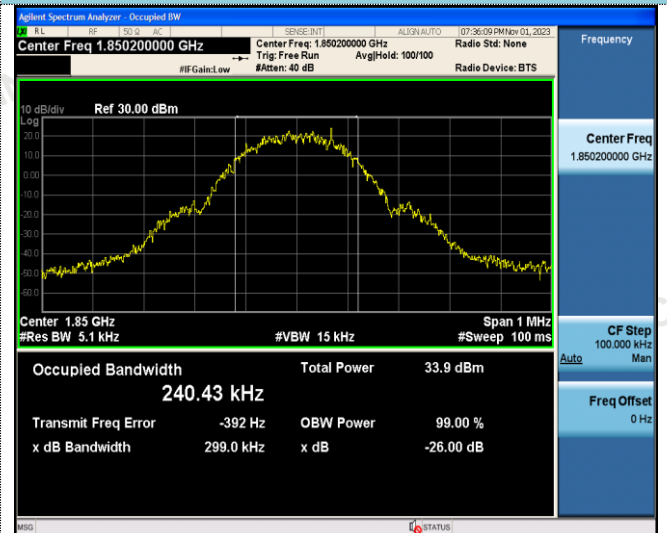 Agilent Spectrum Analyzer - Occupied BW
RL RF 50 Ω AC SENSE:INT ALIGN AUTO 07:36:09 PM Nov 01, 2023
Center Freq 1.850200000 GHz
Center Freq: 1.850200000 GHz
Radio Std: None
Trig: Free Run
Avg|Hold: 100/100
#IFGain:Low
#Atten: 40 dB
Radio Device: BTS
Frequency
10 dB/div
Ref 30.00 dBm
Log
20.0
10.0
0.00
-10.0
-20.0
-30.0
-40.0
-50.0
-60.0
Center Freq
1.850200000 GHz
Center 1.85 GHz
Span 1 MHz
#Res BW 5.1 kHz
#VBW 15 kHz
#Sweep 100 ms
CF Step
100.000 kHz
Auto Man
Occupied Bandwidth
Total Power 33.9 dBm
240.43 kHz
Freq Offset
0 Hz
Transmit Freq Error -392 Hz
OBW Power 99.00 %
x dB Bandwidth 299.0 kHz
x dB -26.00 dB
MSG
STATUS